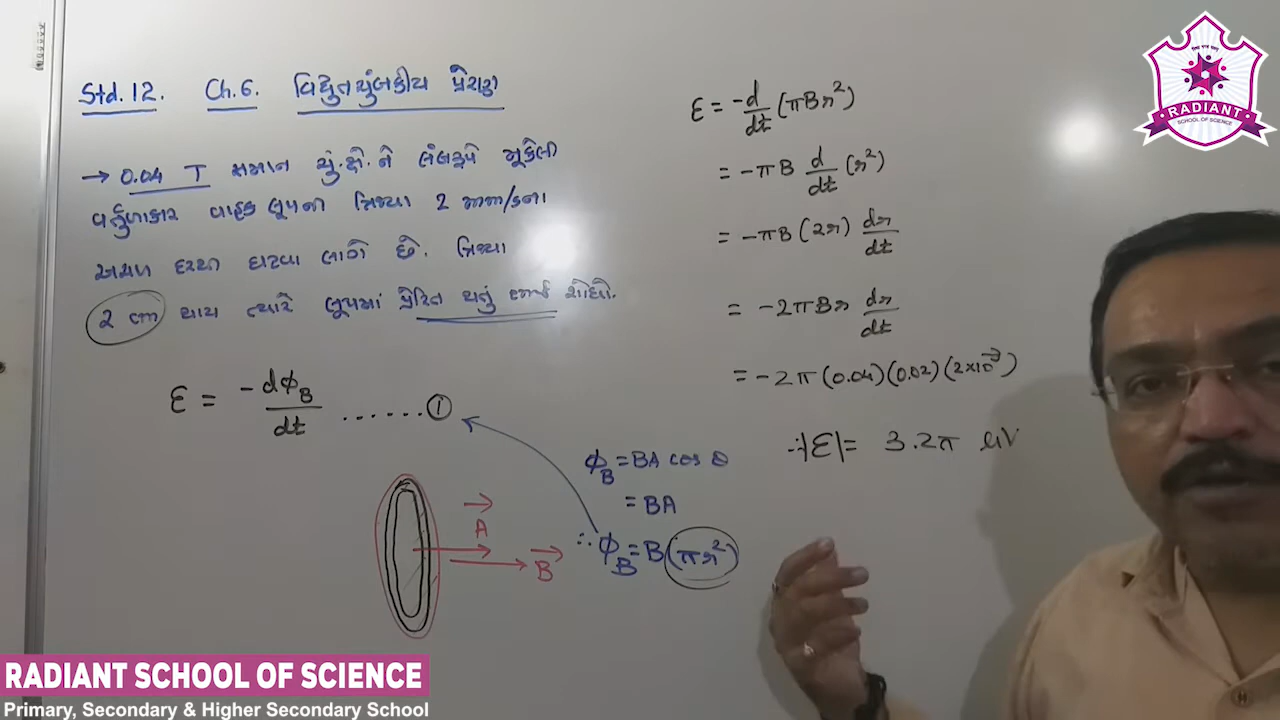 Std.12. Ch.6. વિદ્યુતચુંબકીય પ્રેરણ
→ 0.04 T સમાન ચું.ક્ષે.ને લંબરૂપે મૂકેલી
વર્તુળાકાર વાહક લૂપની ત્રિજ્યા 2 mm/sના
અચળ દરથી ઘટવા લાગે છે. ત્રિજ્યા
2 cm થાય ત્યારે લૂપમાં પ્રેરિત થતું emf શોધો.
ε = -dΦB/dt ......①
A
B
ΦB = BA cos θ
= BA
∴ ΦB = B(πr²)
ε = -d/dt (πBr²)
= -πB d/dt (r²)
= -πB(2r) dr/dt
= -2πBr dr/dt
= -2π(0.04)(0.02)(2×10⁻³)
∴|ε| = 3.2π μV
RADIANT
SCHOOL OF SCIENCE
RADIANT SCHOOL OF SCIENCE
Primary, Secondary & Higher Secondary School